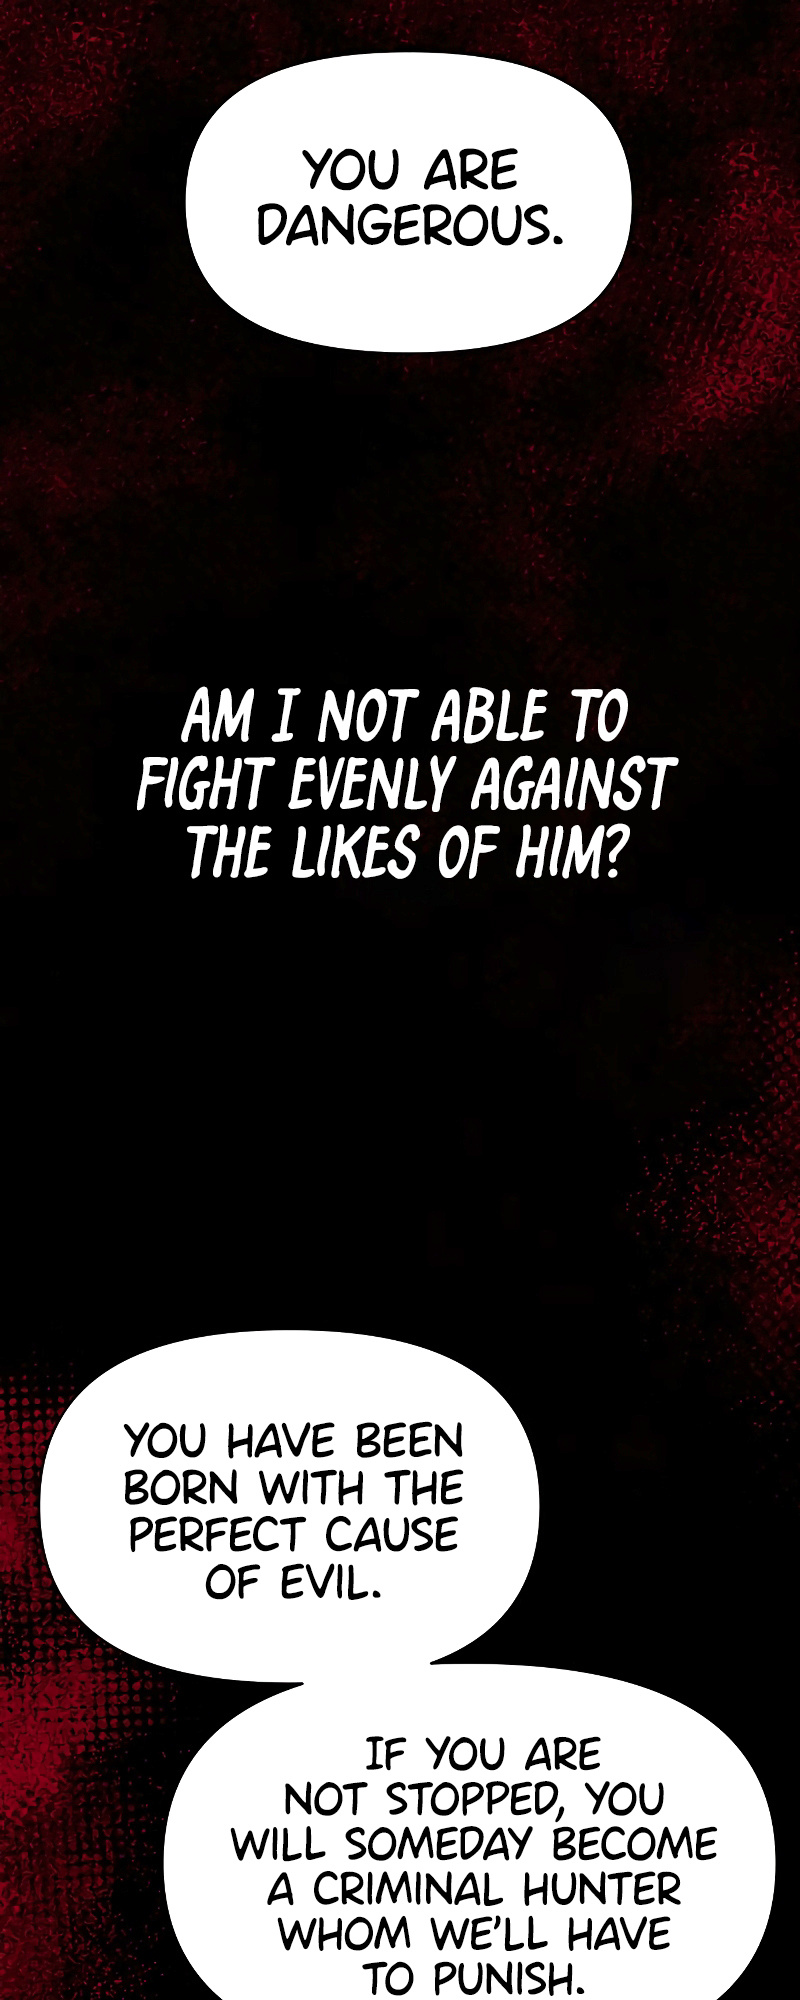 YOU ARE
DANGEROUS.
AM I NOT ABLE TO
FIGHT EVENLY AGAINST
THE LIKES OF HIM?
YOU HAVE BEEN
BORN WITH THE
PERFECT CAUSE
OF EVIL.
IF YOU ARE
NOT STOPPED, YOU
WILL SOMEDAY BECOME
A CRIMINAL HUNTER
WHOM WE'LL HAVE
TO PUNISH.